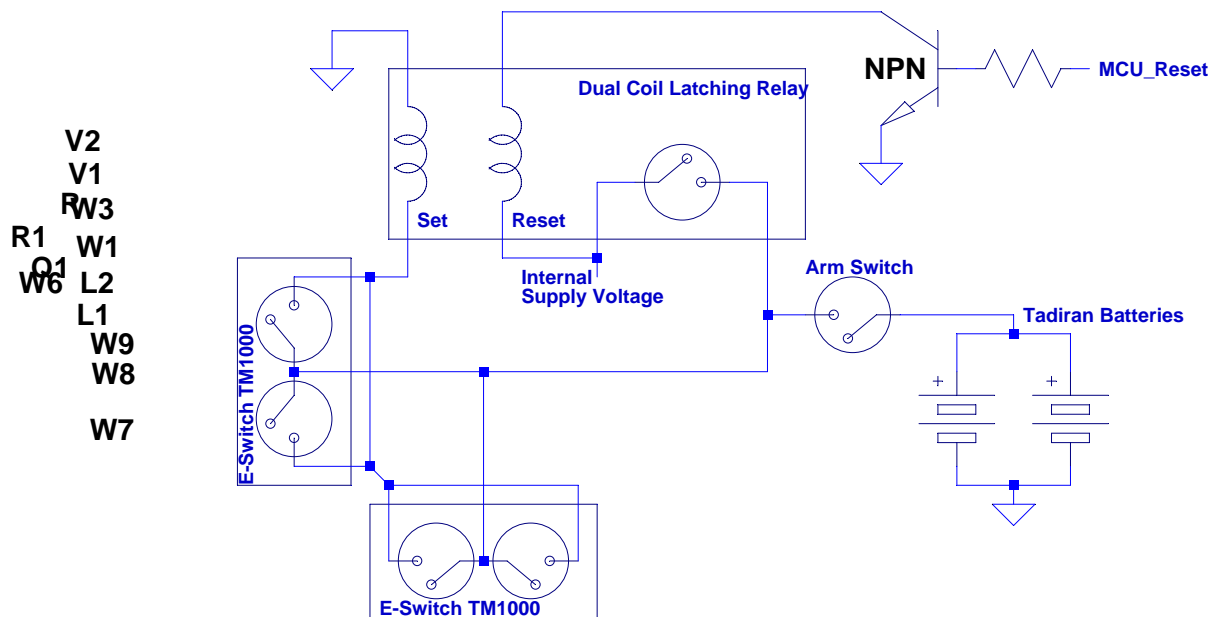 NPN
MCU_Reset
Dual Coil Latching Relay
V2
V1
R
W3
Set
Reset
R1
W1
Q1
W6
L2
Internal
Supply Voltage
Arm Switch
L1
Tadiran Batteries
W9
W8
E-Switch TM1000
+
+
W7
E-Switch TM1000